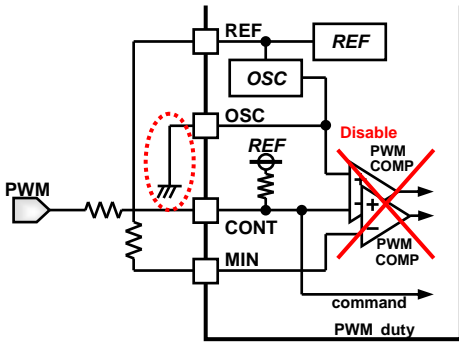 REF
REF
OSC
OSC
Disable
REF
PWM
COMP
PWM
CONT
PWM
COMP
MIN
command
PWM duty